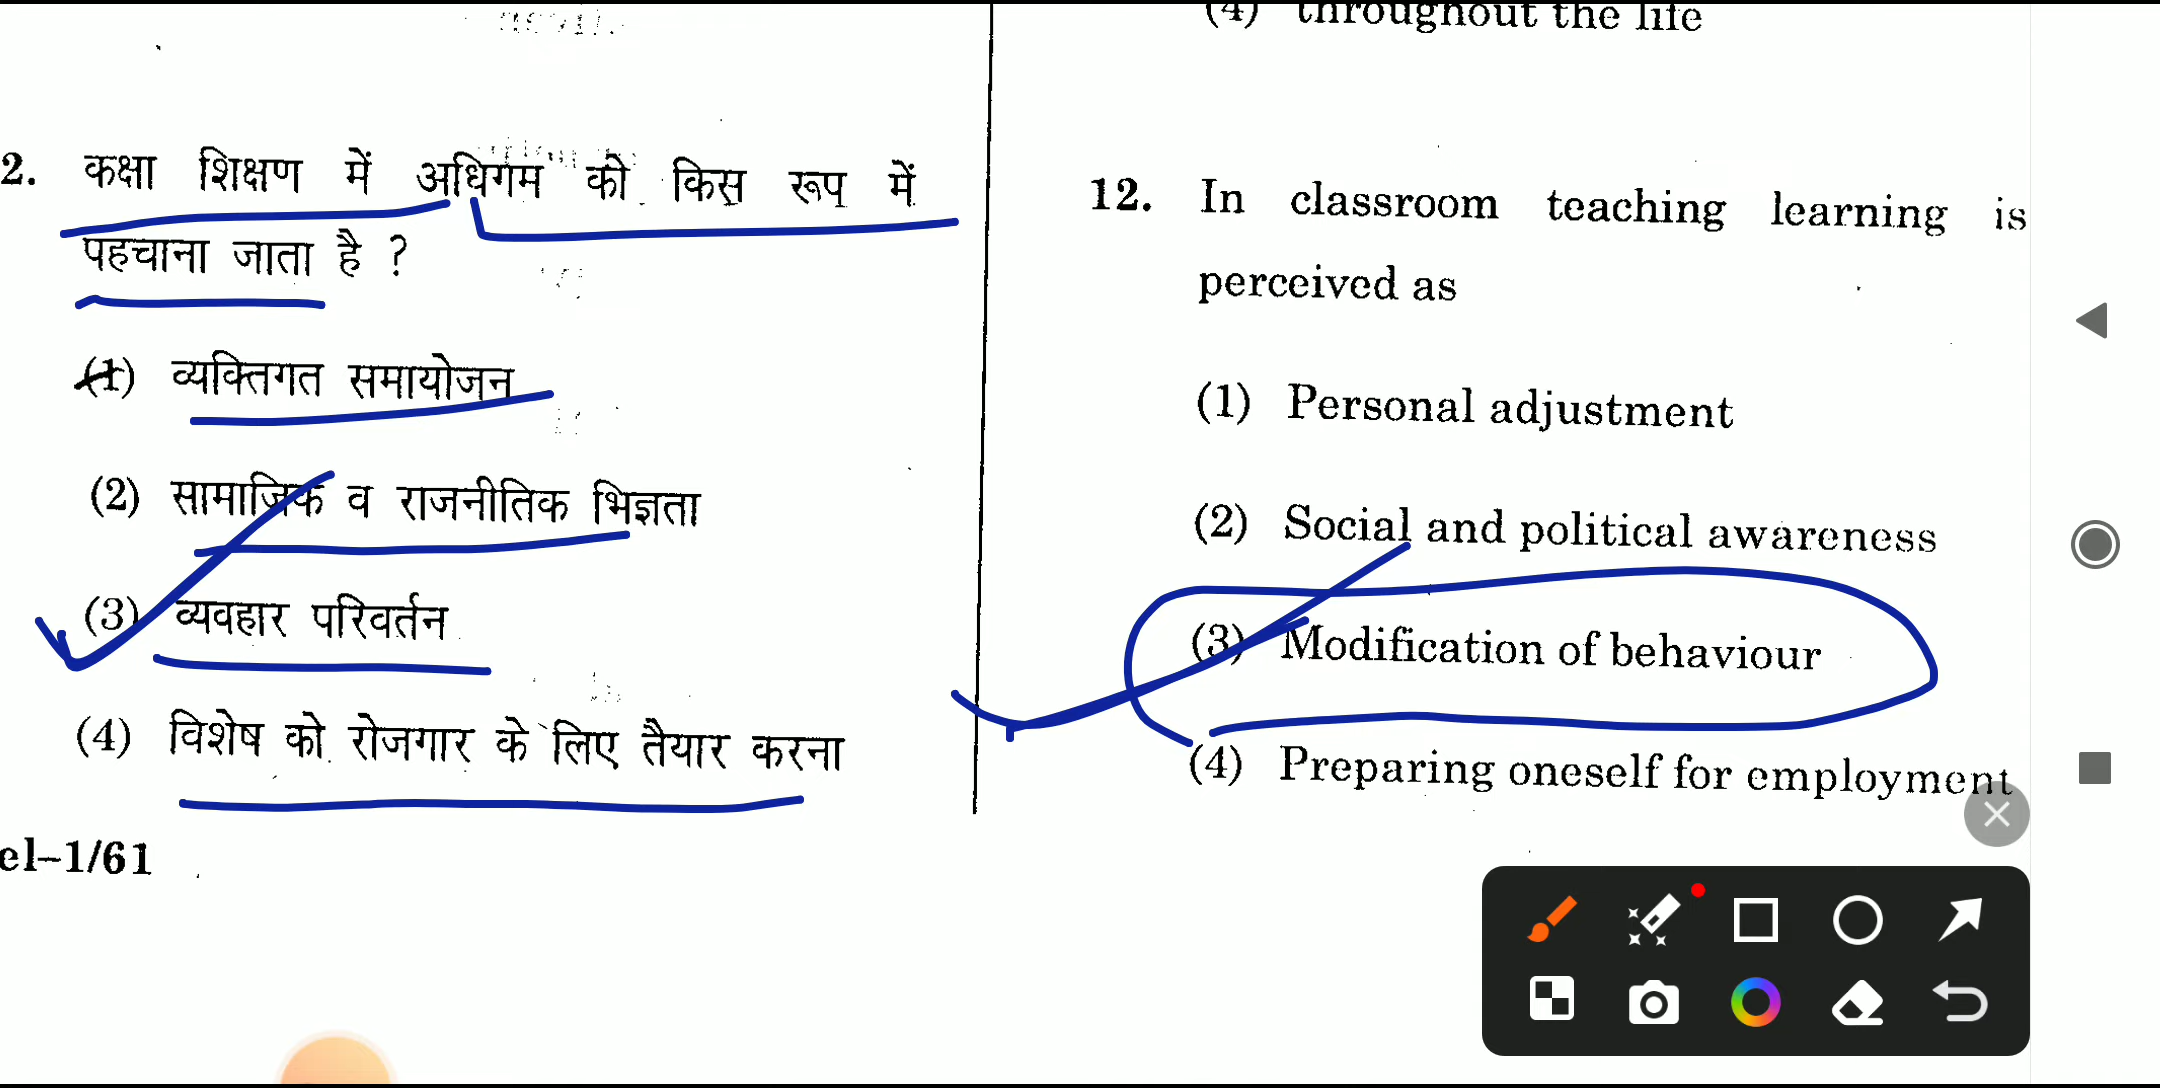 2. कक्षा शिक्षण में अधिगम को किस रूप में
पहचाना जाता है ?
(1) व्यक्तिगत समायोजन
(2) सामाजिक व राजनीतिक भिज्ञता
(3) व्यवहार परिवर्तन
(4) विशेष को रोजगार के लिए तैयार करना
el–1/61
(4) throughout the life
12. In classroom teaching learning is
perceived as
(1) Personal adjustment
(2) Social and political awareness
(3) Modification of behaviour
(4) Preparing oneself for employment